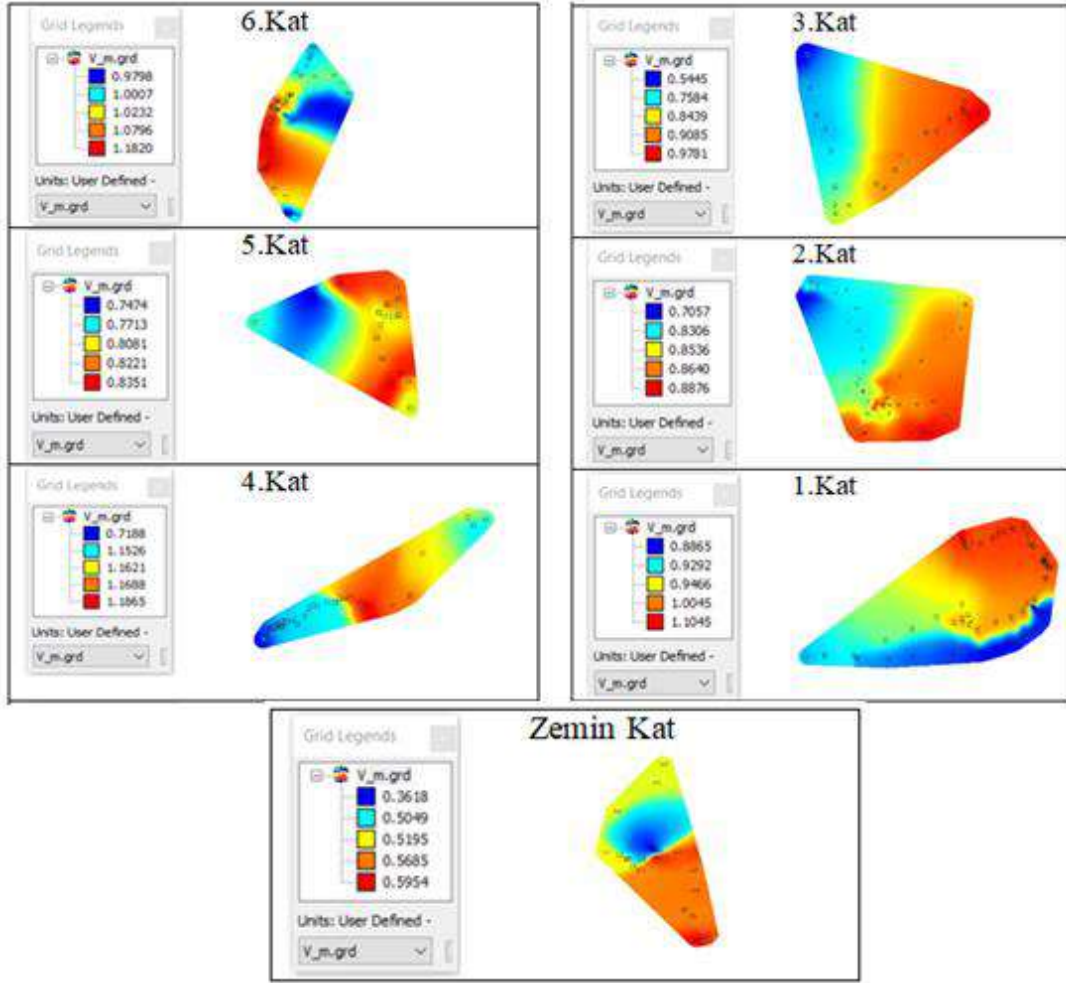 Grid Legends
6.Kat
V_m.grd
0.9798
1.0007
1.0232
1.0796
1.1820
Units: User Defined -
V_m.grd
Grid Legends
5.Kat
V_m.grd
0.7474
0.7713
0.8081
0.8221
0.8351
Units: User Defined -
V_m.grd
Grid Legends
4.Kat
V_m.grd
0.7188
1.1526
1.1621
1.1688
1.1865
Units: User Defined -
V_m.grd
Grid Legends
3.Kat
V_m.grd
0.5445
0.7584
0.8439
0.9085
0.9781
Units: User Defined -
V_m.grd
Grid Legends
2.Kat
V_m.grd
0.7057
0.8306
0.8536
0.8640
0.8876
Units: User Defined -
V_m.grd
Grid Legends
1.Kat
V_m.grd
0.8865
0.9292
0.9466
1.0045
1.1045
Units: User Defined -
V_m.grd
Grid Legends
Zemin Kat
V_m.grd
0.3618
0.5049
0.5195
0.5685
0.5954
Units: User Defined -
V_m.grd